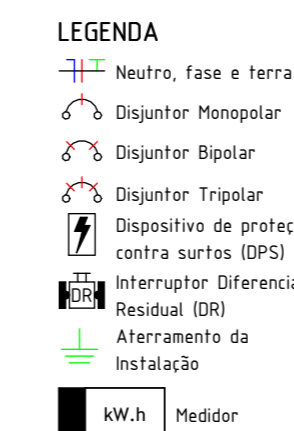 LEGENDA
Neutro, fase e terra
Disjuntor Monopolar
Disjuntor Bipolar
Disjuntor Tripolar
Dispositivo de proteç
contra surtos (DPS)
DR Interruptor Diferencia
Residual (DR)
Aterramento da
Instalação
kW.h Medidor